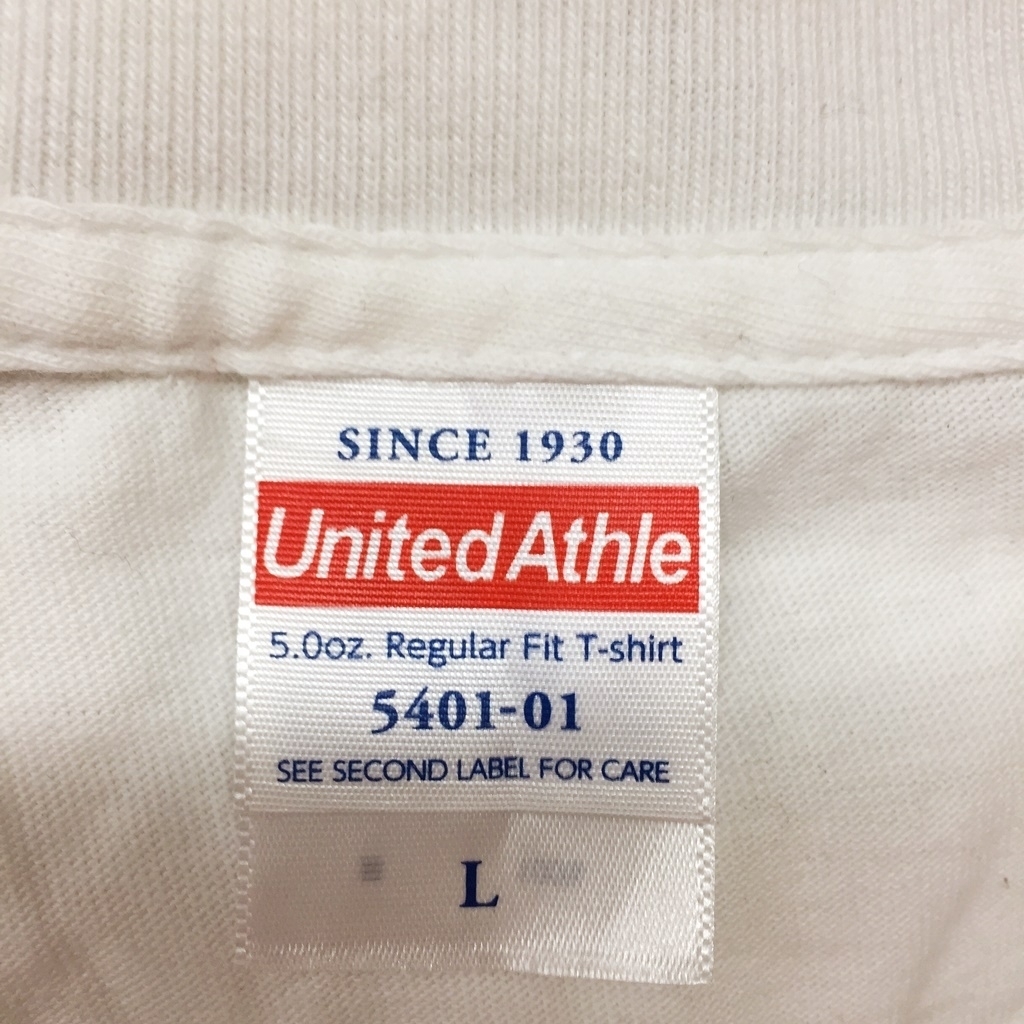 SINCE 1930
United Athle
5.0oz. Regular Fit T-shirt
5401-01
SEE SECOND LABEL FOR CARE
L